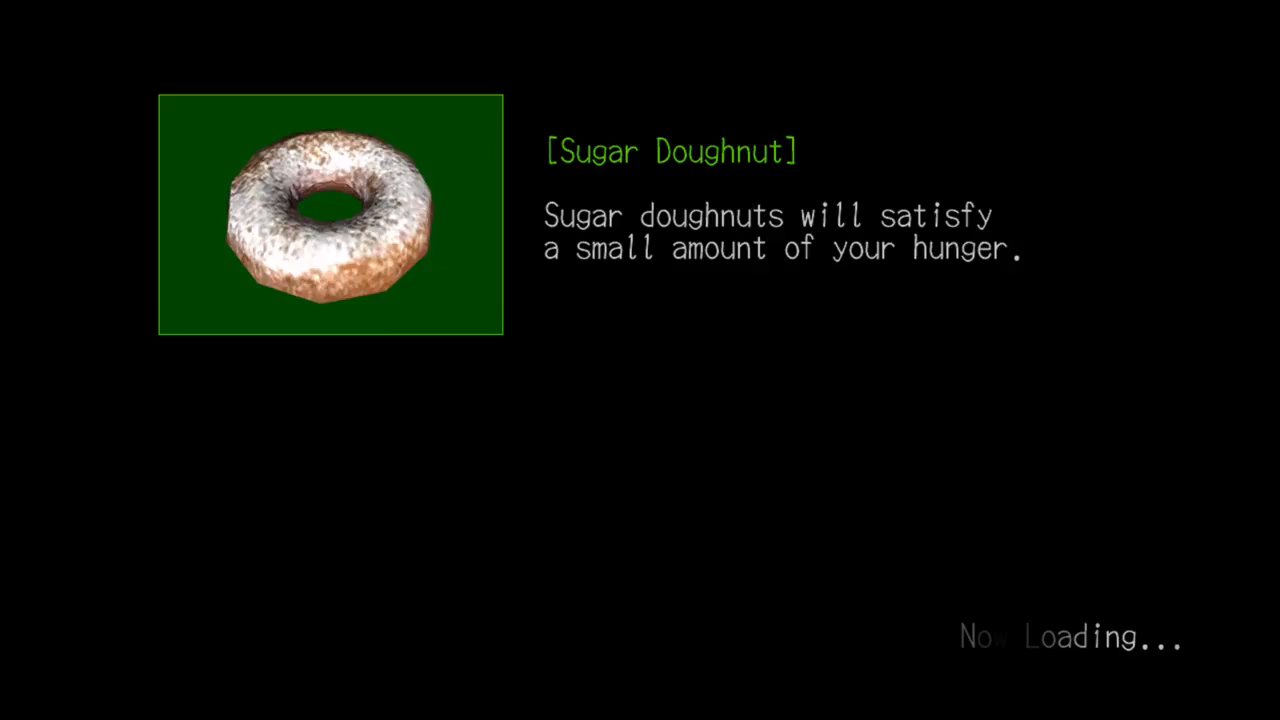 [Sugar Doughnut]
Sugar doughnuts will satisfy
a small amount of your hunger.
Now Loading...